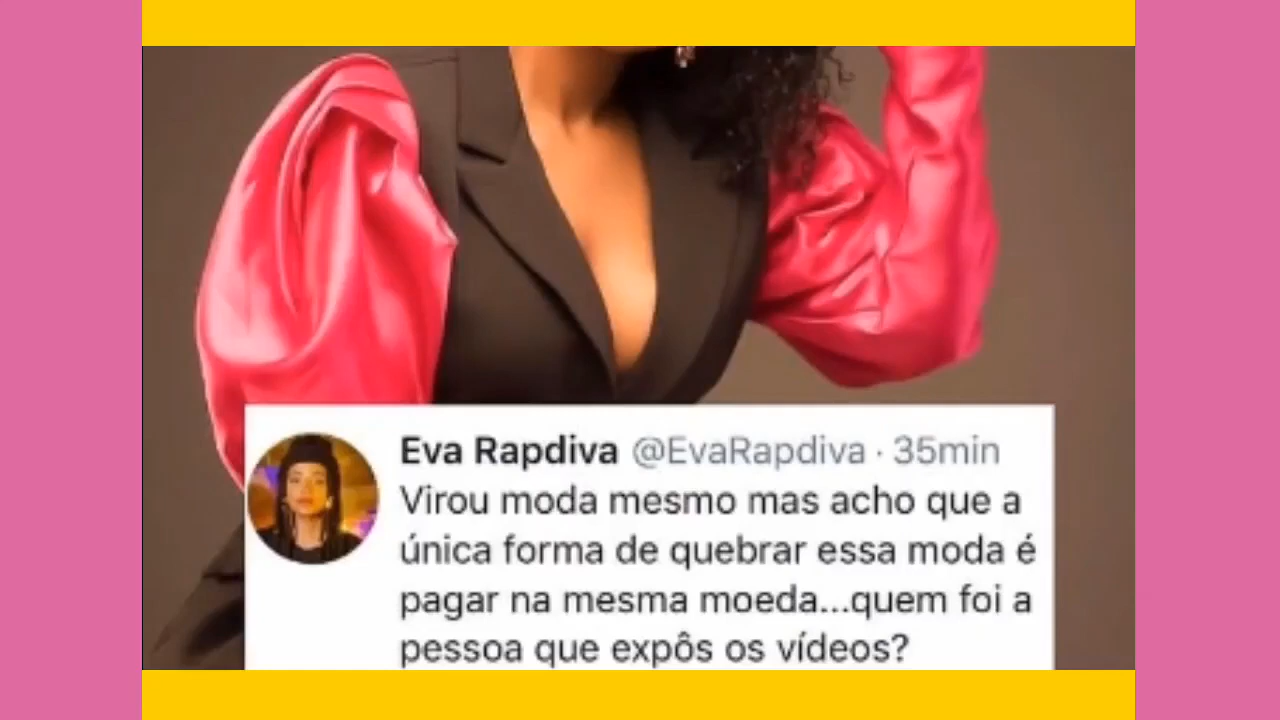 Eva Rapdiva @EvaRapdiva · 35min
Virou moda mesmo mas acho que a
única forma de quebrar essa moda é
pagar na mesma moeda...quem foi a
pessoa que expôs os vídeos?